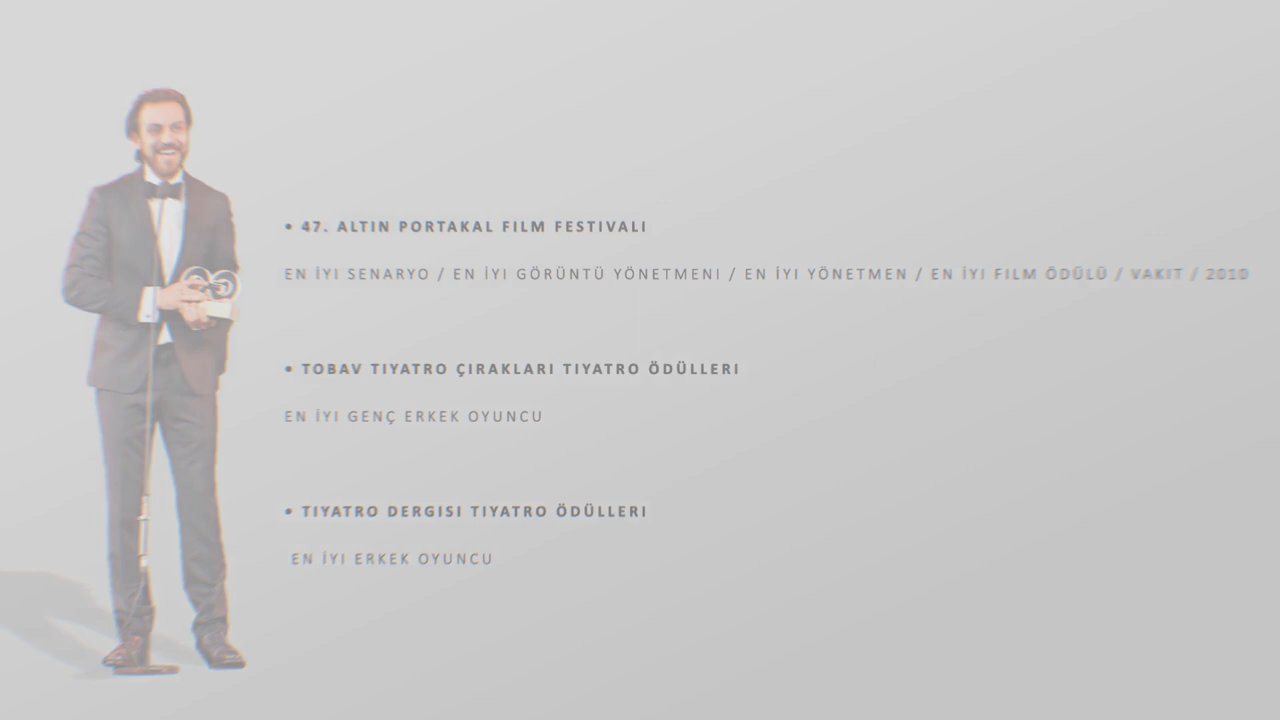 • 47. ALTIN PORTAKAL FILM FESTIVALI
EN İYI SENARYO / EN İYI GÖRÜNTÜ YÖNETMENI / EN İYI YÖNETMEN / EN İYI FILM ÖDÜLÜ / VAKIT / 2010
• TOBAV TIYATRO ÇIRAKLARI TIYATRO ÖDÜLLERI
EN İYI GENÇ ERKEK OYUNCU
• TIYATRO DERGISI TIYATRO ÖDÜLLERI
EN İYI ERKEK OYUNCU